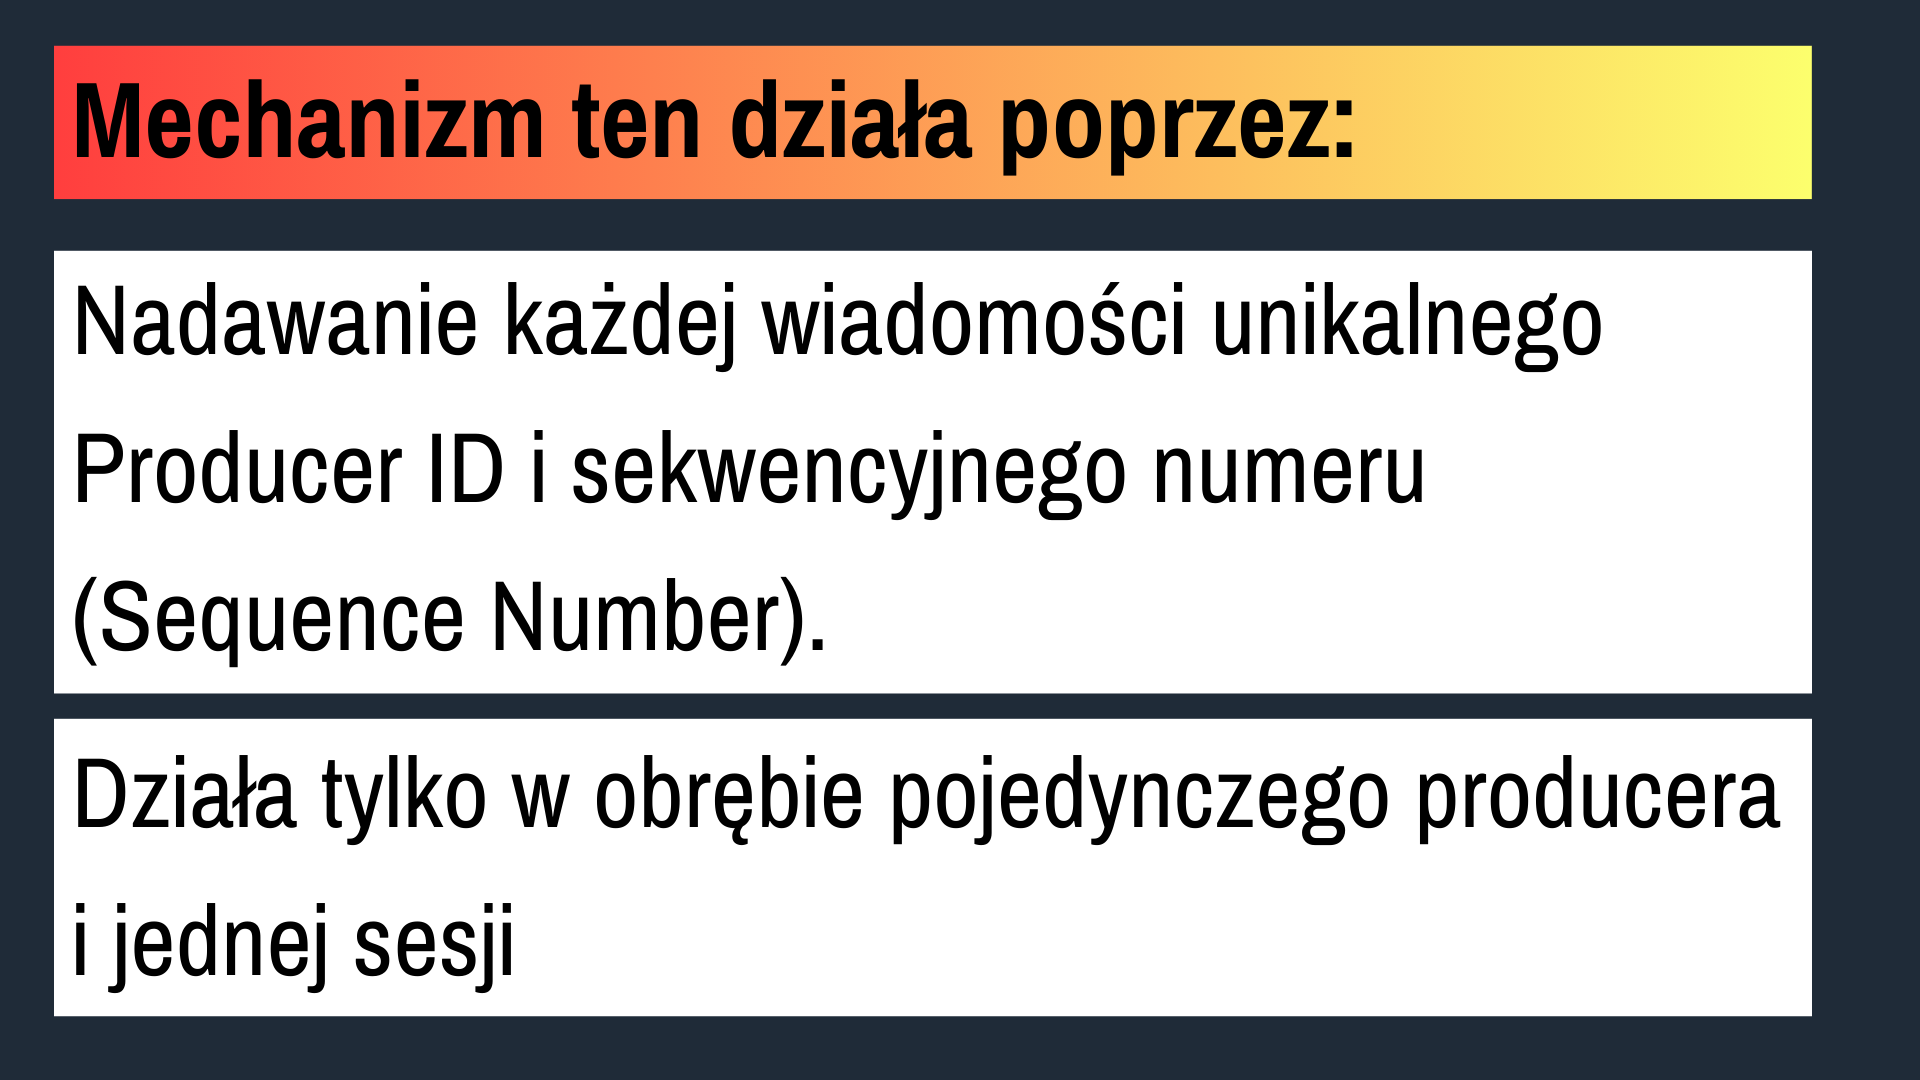 Mechanizm ten działa poprzez:
Nadawanie każdej wiadomości unikalnego
Producer ID i sekwencyjnego numeru
(Sequence Number).
Działa tylko w obrębie pojedynczego producera
i jednej sesji